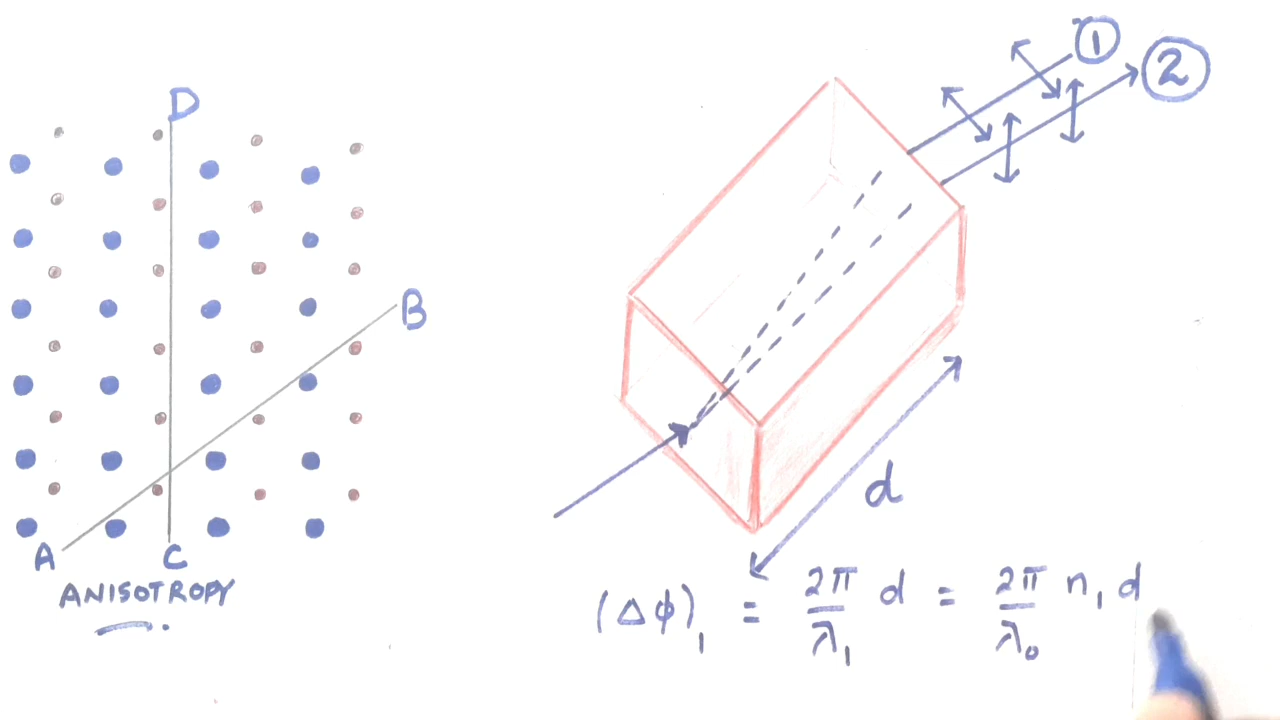 D
B
A
C
ANISOTROPY
1
2
d
(Δϕ)₁ = 2π/λ₁ d = 2π/λ₀ n₁ d